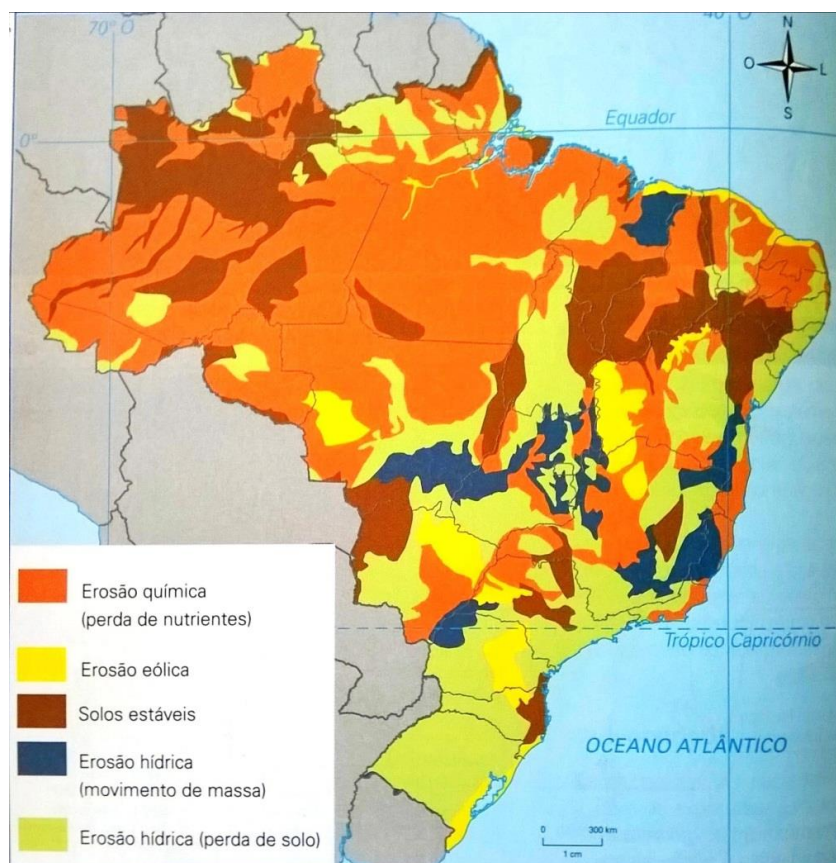 70° O
40° O
N
O
L
S
Equador
0°
Erosão química
(perda de nutrientes)
Erosão eólica
Solos estáveis
Erosão hídrica
(movimento de massa)
Erosão hídrica (perda de solo)
Trópico Capricórnio
OCEANO ATLÂNTICO
0 300 km
1 cm